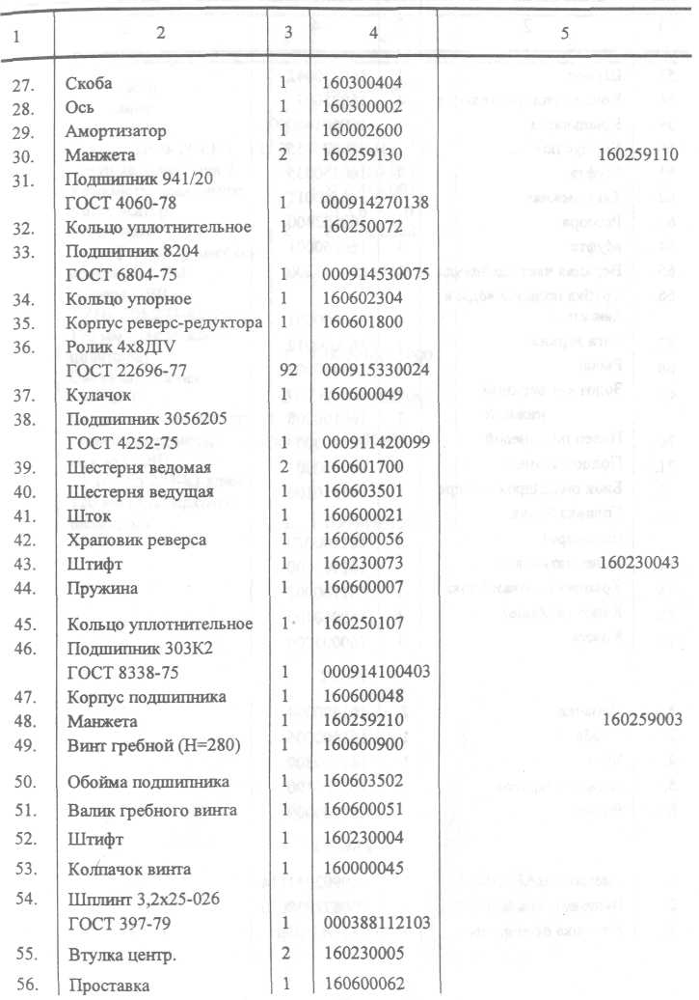 1 2 3 4 5
27. Скоба 1 160300404
28. Ось 1 160300002
29. Амортизатор 1 160002600
30. Манжета 2 160259130 160259110
31. Подшипник 941/20
ГОСТ 4060-78 1 000914270138
32. Кольцо уплотнительное 1 160250072
33. Подшипник 8204
ГОСТ 6804-75 1 000914530075
34. Кольцо упорное 1 160602304
35. Корпус реверс-редуктора 1 160601800
36. Ролик 4х8ДIV
ГОСТ 22696-77 92 000915330024
37. Кулачок 1 160600049
38. Подшипник 3056205
ГОСТ 4252-75 1 000911420099
39. Шестерня ведомая 2 160601700
40. Шестерня ведущая 1 160603501
41. Шток 1 160600021
42. Храповик реверса 1 160600056
43. Штифт 1 160230073 160230043
44. Пружина 1 160600007
45. Кольцо уплотнительное 1 160250107
46. Подшипник 303К2
ГОСТ 8338-75 1 000914100403
47. Корпус подшипника 1 160600048
48. Манжета 1 160259210 160259003
49. Винт гребной (Н=280) 1 160600900
50. Обойма подшипника 1 160603502
51. Валик гребного винта 1 160600051
52. Штифт 1 160230004
53. Колпачок винта 1 160000045
54. Шплинт 3,2х25-026
ГОСТ 397-79 1 000388112103
55. Втулка центр. 2 160230005
56. Проставка 1 160600062